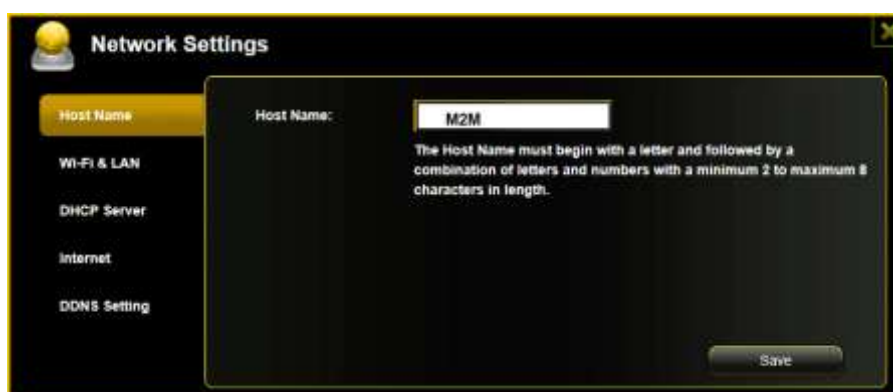 Network Settings
Host Name
Wi-Fi & LAN
DHCP Server
Internet
DDNS Setting
Host Name:
M2M
The Host Name must begin with a letter and followed by a
combination of letters and numbers with a minimum 2 to maximum 8
characters in length.
Save